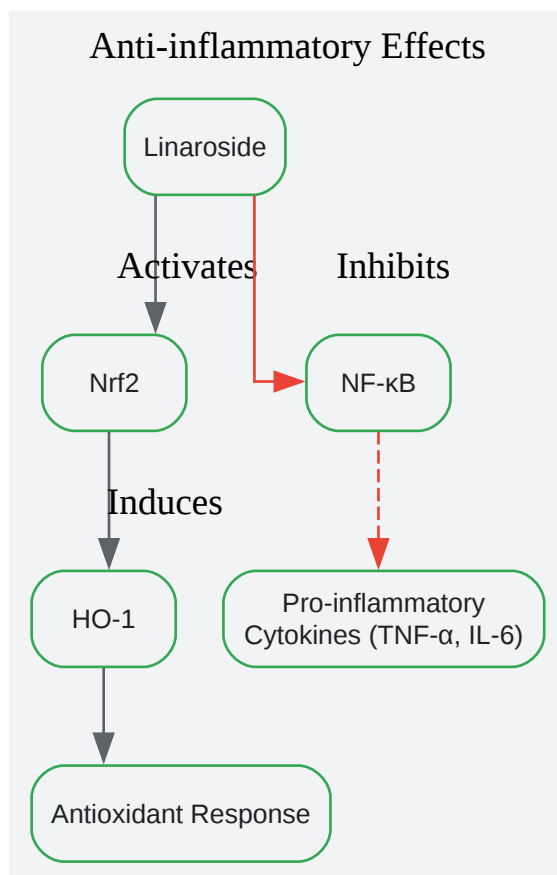 Anti-inflammatory Effects
Linaroside
Activates
Inhibits
Nrf2
NF-κB
Induces
HO-1
Pro-inflammatory
Cytokines (TNF-α, IL-6)
Antioxidant Response